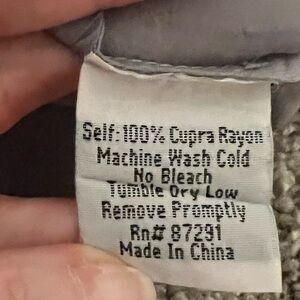 Self:100% Cupra Rayon
Machine Wash Cold
No Bleach
Tumble Dry Low
Remove Promptly
Rn# 87291
Made In China